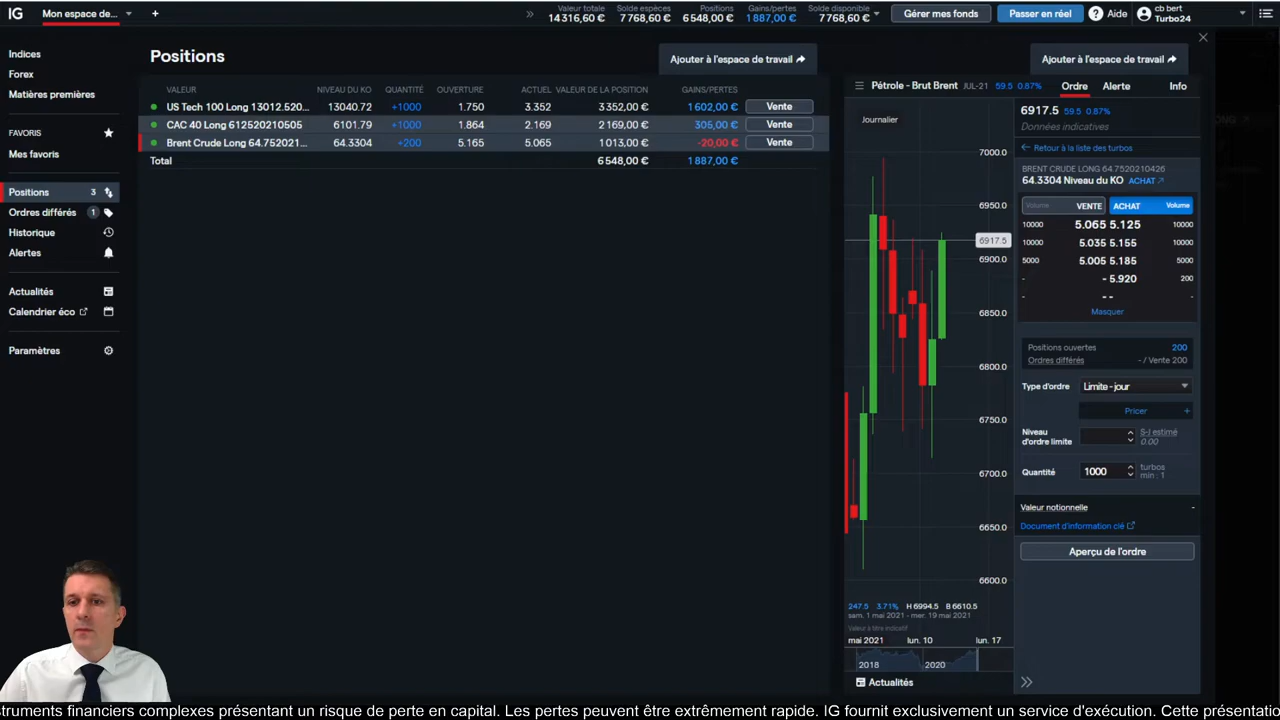 IG Mon espace de... +
Valeur totale 14 316,60 €
Solde espèces 7 768,60 €
Positions 6 548,00 €
Gains/pertes 1 887,00 €
Solde disponible 7 768,60 €
Gérer mes fonds
Passer en réel
? Aide
cb bert
Turbo24
Indices
Forex
Matières premières
FAVORIS
Mes favoris
Positions 3
Ordres différés 1
Historique
Alertes
Actualités
Calendrier éco
Paramètres
Positions
Ajouter à l'espace de travail
VALEUR NIVEAU DU KO QUANTITÉ OUVERTURE ACTUEL VALEUR DE LA POSITION GAINS/PERTES
US Tech 100 Long 13012.520... 13040.72 +1000 1.750 3.352 3 352,00 € 1 602,00 € Vente
CAC 40 Long 612520210505 6101.79 +1000 1.864 2.169 2 169,00 € 305,00 € Vente
Brent Crude Long 64.752021... 64.3304 +200 5.165 5.065 1 013,00 € -20,00 € Vente
Total 6 548,00 € 1 887,00 €
Ajouter à l'espace de travail
Pétrole - Brut Brent JUL-21 59.5 0.87%
Ordre Alerte Info
Journalier
7000.0
6950.0
6917.5
6900.0
6850.0
6800.0
6750.0
6700.0
6650.0
6600.0
247.5 3.71% H 6994.5 B 6610.5
sam. 1 mai 2021 - mer. 19 mai 2021
Valeur à titre indicatif
mai 2021 lun. 10 lun. 17
2018 2020
Actualités
6917.5 59.5 0.87%
Données indicatives
Retour à la liste des turbos
BRENT CRUDE LONG 64.7520210426
64.3304 Niveau du KO ACHAT
Volume VENTE ACHAT Volume
10000 5.065 5.125 10000
10000 5.035 5.155 10000
5000 5.005 5.185 5000
- - 5.920 200
- - - -
Masquer
Positions ouvertes 200
Ordres différés - / Vente 200
Type d'ordre Limite - jour
Pricer +
Niveau d'ordre limite
S-J estimé
0.00
Quantité 1000 turbos
min : 1
Valeur notionnelle -
Document d'information clé
Aperçu de l'ordre
struments financiers complexes présentant un risque de perte en capital. Les pertes peuvent être extrêmement rapide. IG fournit exclusivement un service d'exécution. Cette présentatio